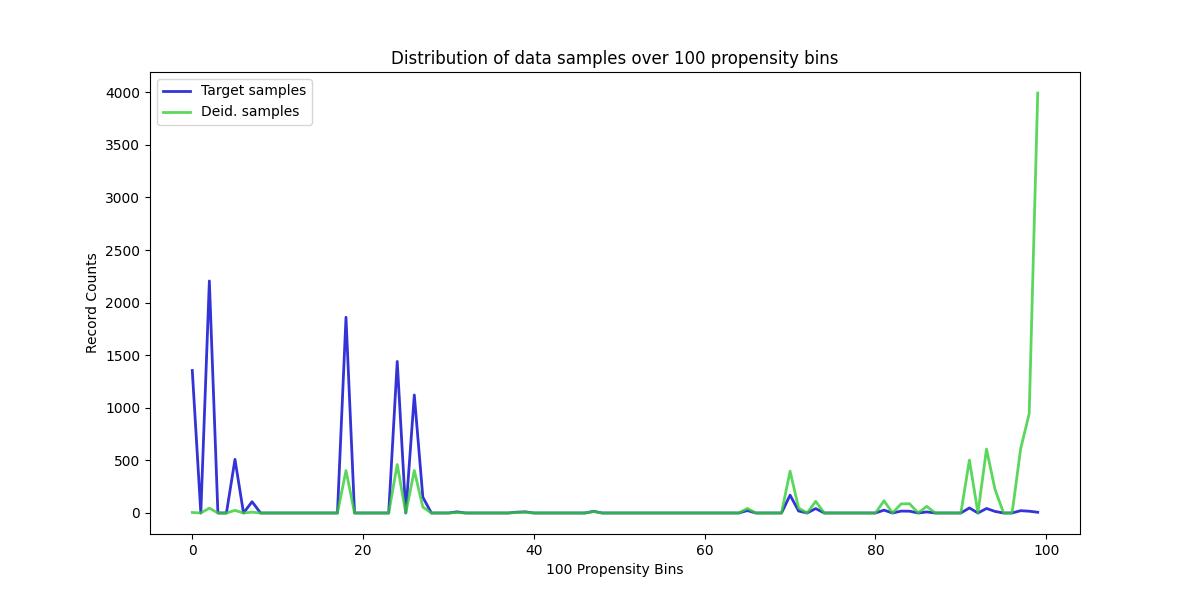 Distribution of data samples over 100 propensity bins
Target samples
Deid. samples
4000
3500
3000
2500
2000
1500
1000
500
0
Record Counts
0 20 40 60 80 100
100 Propensity Bins